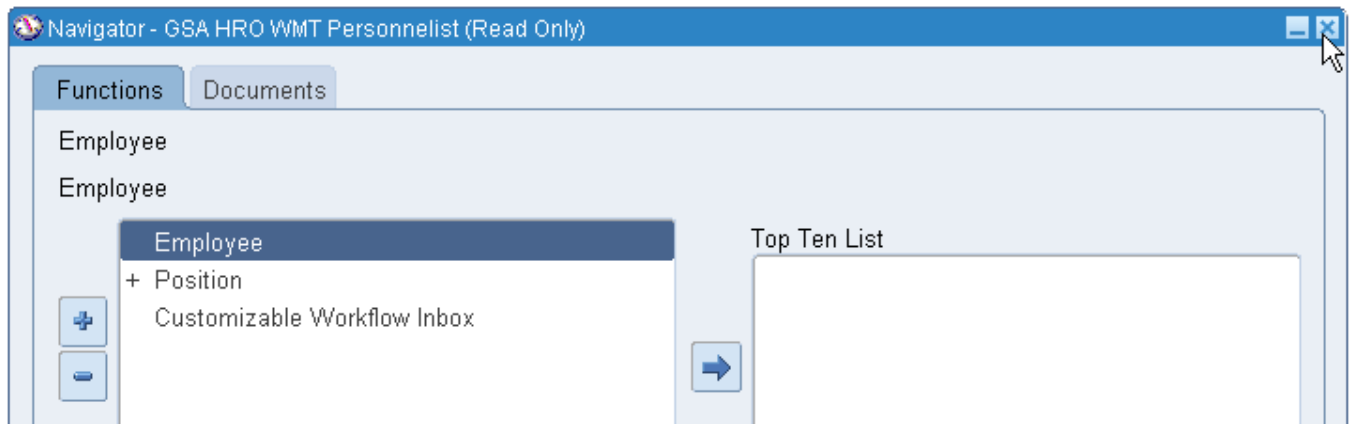 Navigator - GSA HRO WMT Personnelist (Read Only)
Functions Documents
Employee
Employee
Employee
Top Ten List
+ Position
Customizable Workflow Inbox